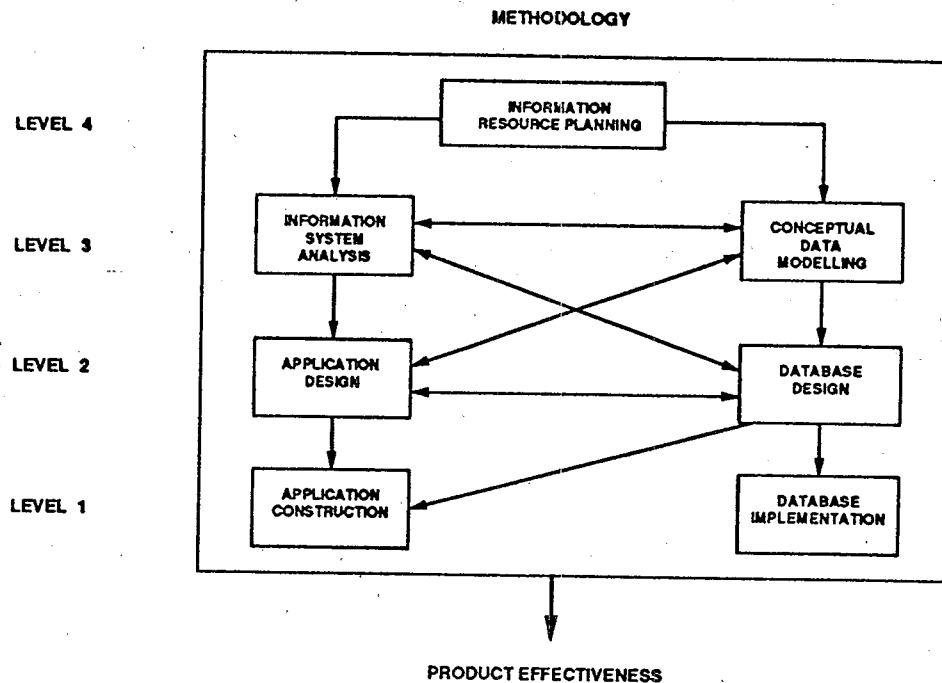 METHODOLOGY
LEVEL 4
INFORMATION
RESOURCE PLANNING
LEVEL 3
INFORMATION
SYSTEM
ANALYSIS
CONCEPTUAL
DATA
MODELLING
LEVEL 2
APPLICATION
DESIGN
DATABASE
DESIGN
LEVEL 1
APPLICATION
CONSTRUCTION
DATABASE
IMPLEMENTATION
PRODUCT EFFECTIVENESS